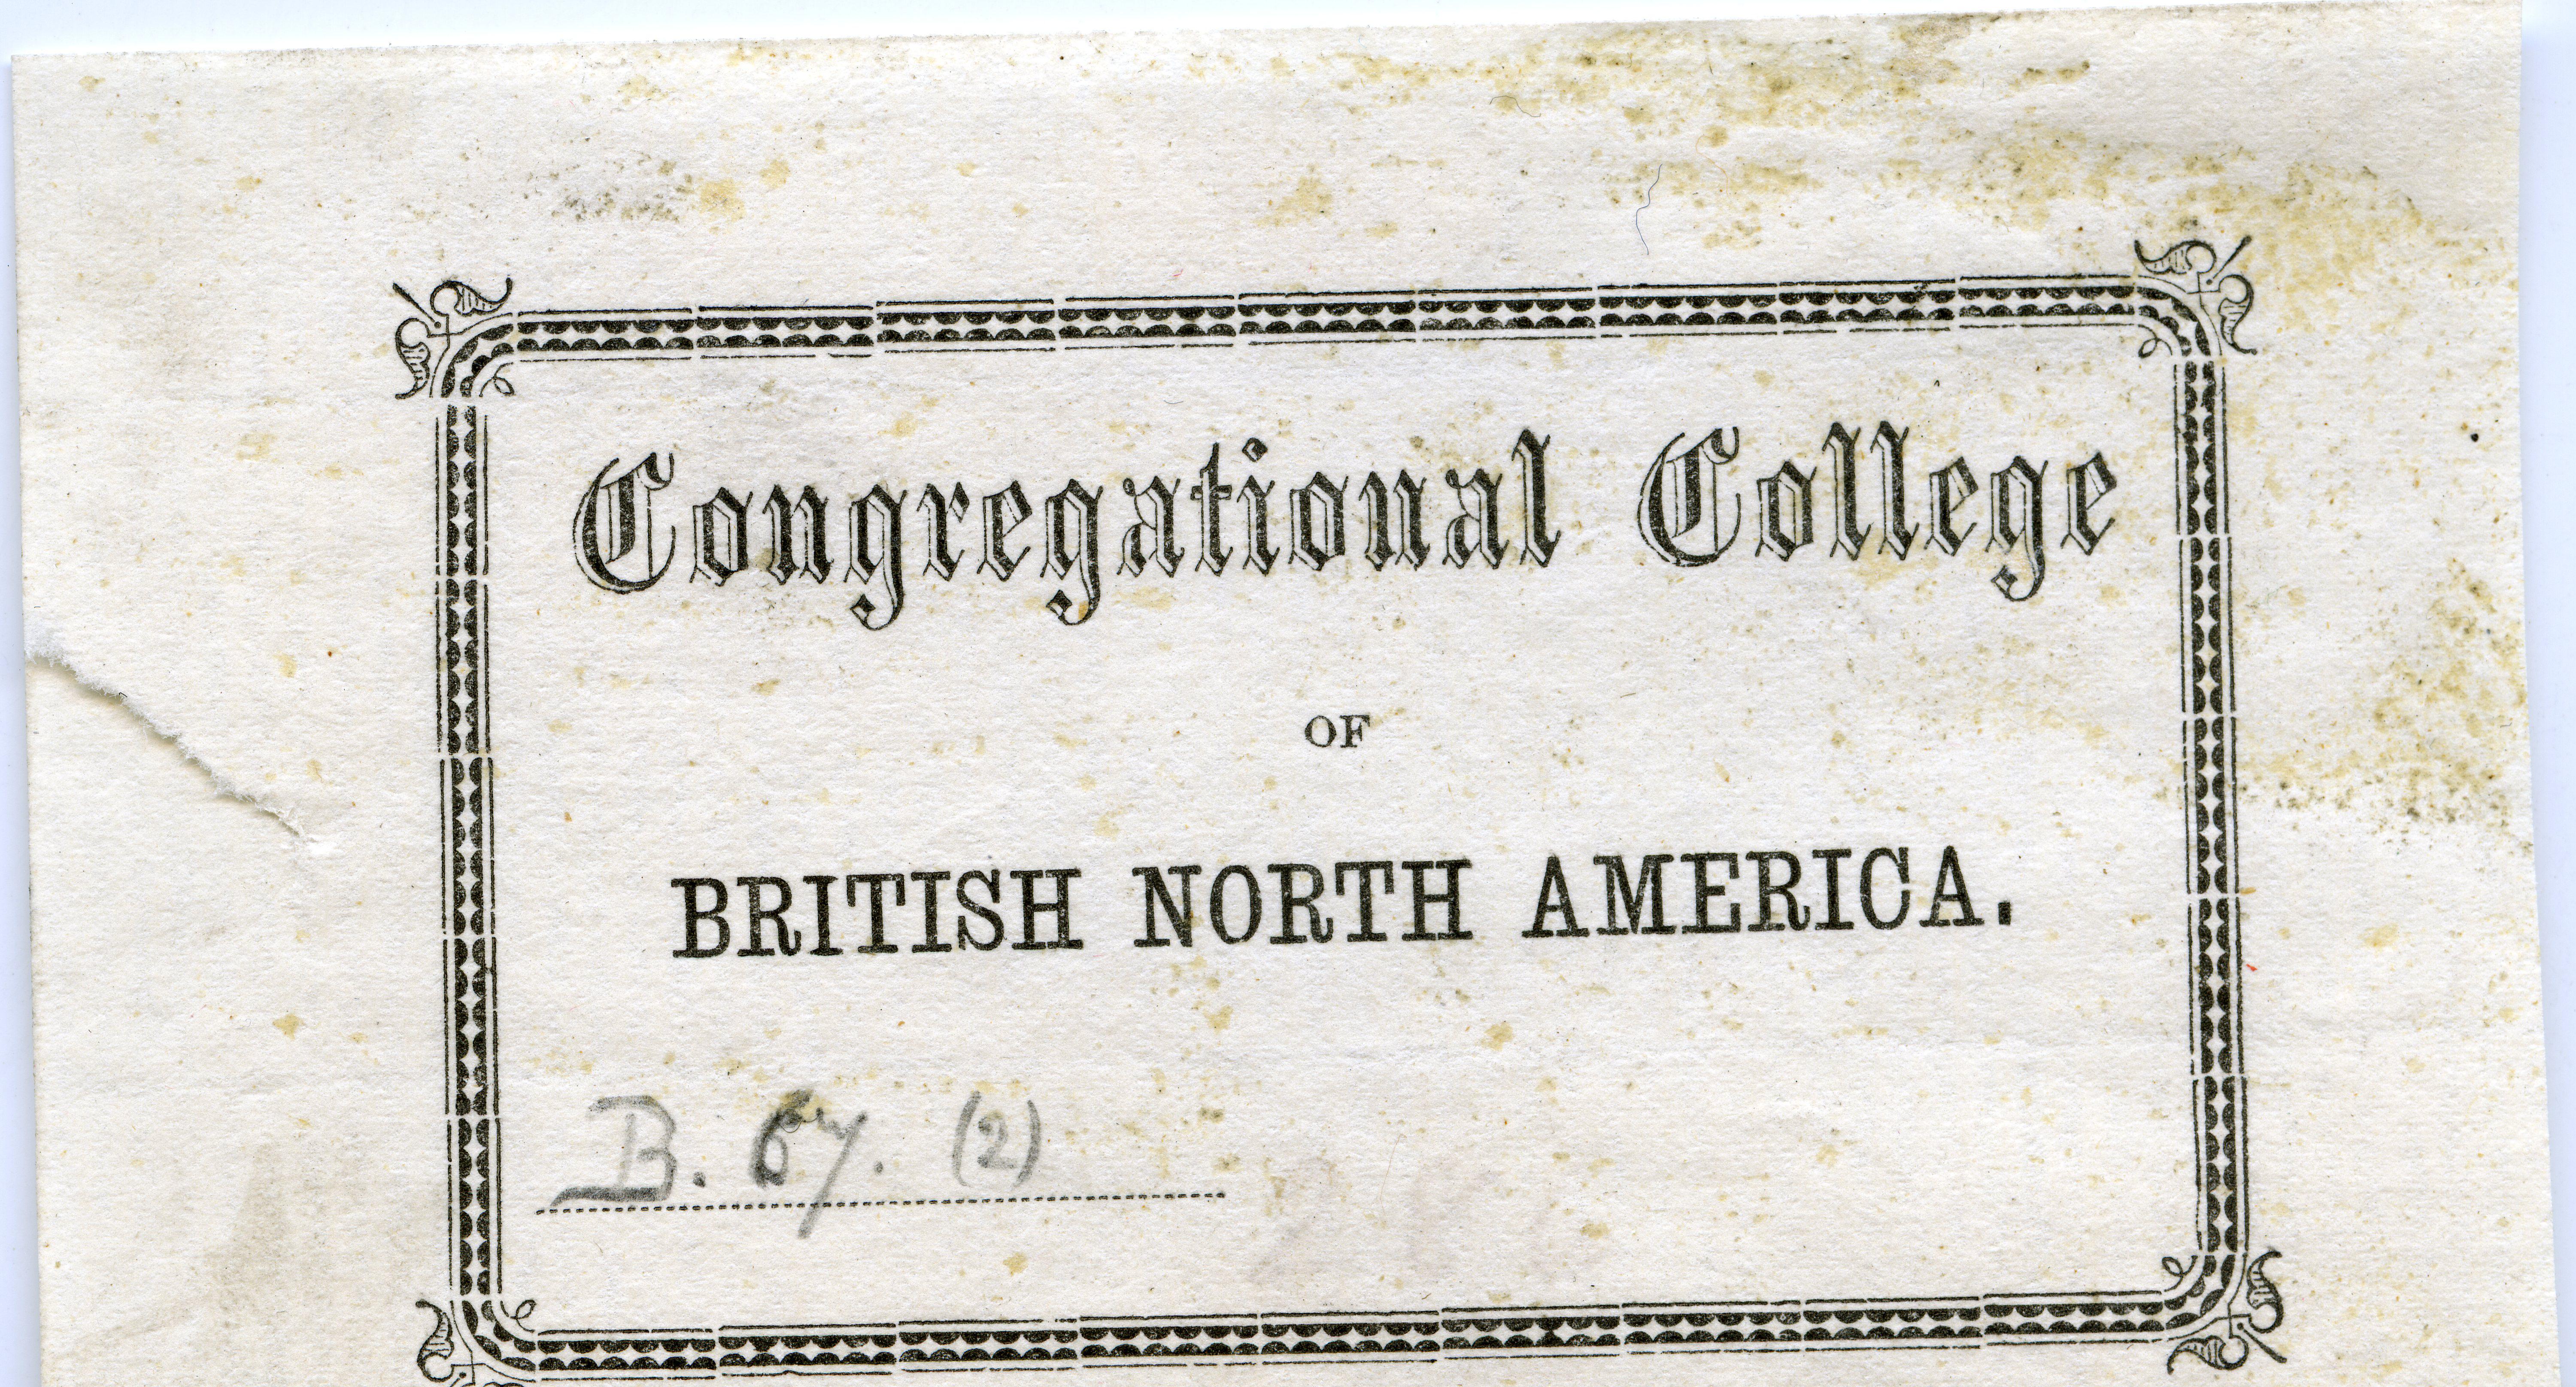 Congregational College
OF
BRITISH NORTH AMERICA.
B. 67. (2)